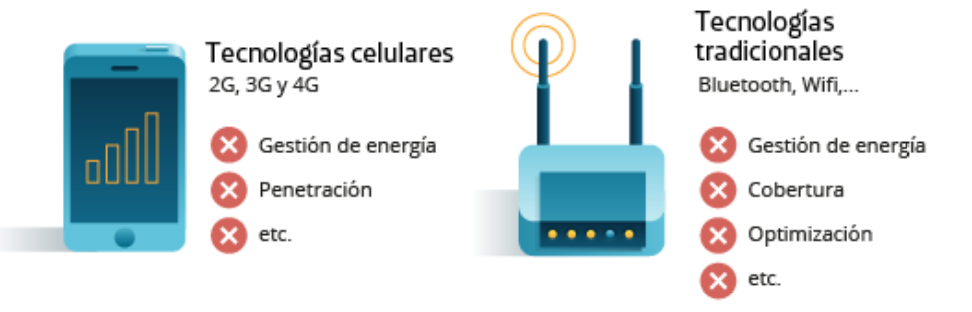 Tecnologías celulares
2G, 3G y 4G
Gestión de energía
Penetración
etc.
Tecnologías
tradicionales
Bluetooth, Wifi,...
Gestión de energía
Cobertura
Optimización
etc.